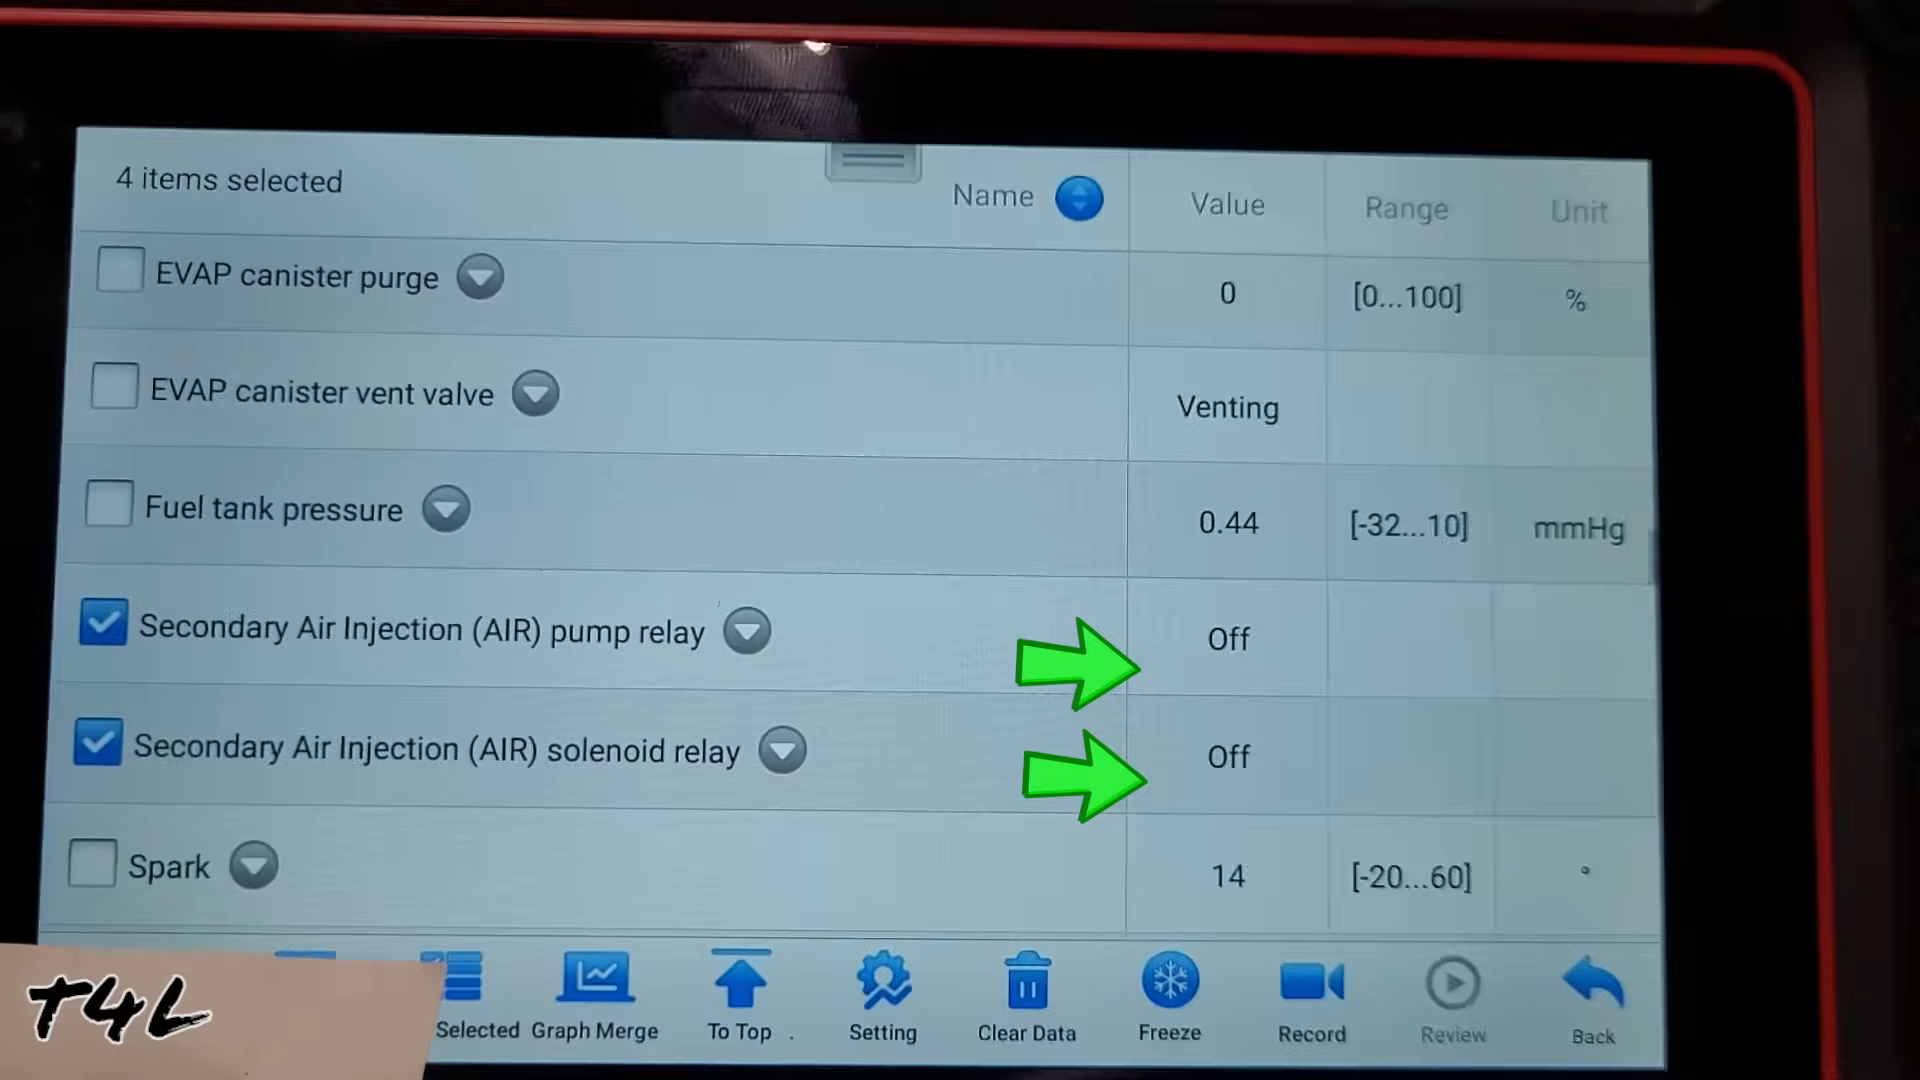 4 items selected
Name Value Range Unit
EVAP canister purge 0 [0...100] %
EVAP canister vent valve Venting
Fuel tank pressure 0.44 [-32...10] mmHg
Secondary Air Injection (AIR) pump relay Off
Secondary Air Injection (AIR) solenoid relay Off
Spark 14 [-20...60] °
Selected Graph Merge To Top Setting Clear Data Freeze Record Review Back
T4L